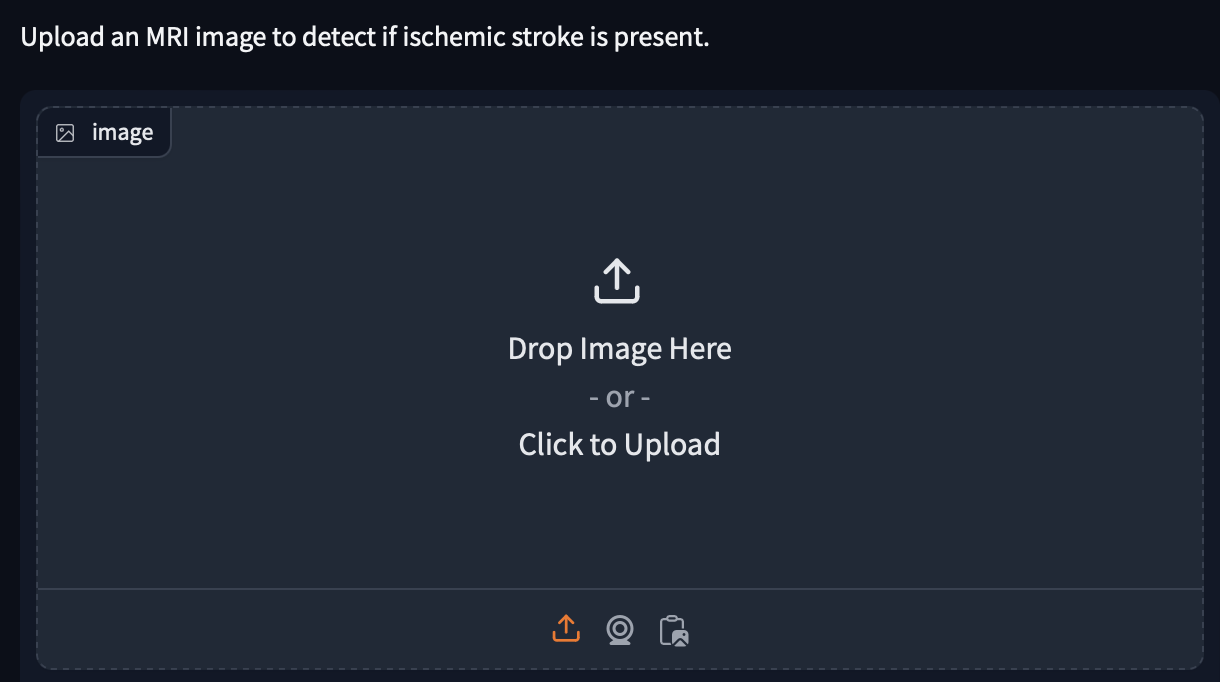 Upload an MRI image to detect if ischemic stroke is present.
image
Drop Image Here
- or -
Click to Upload